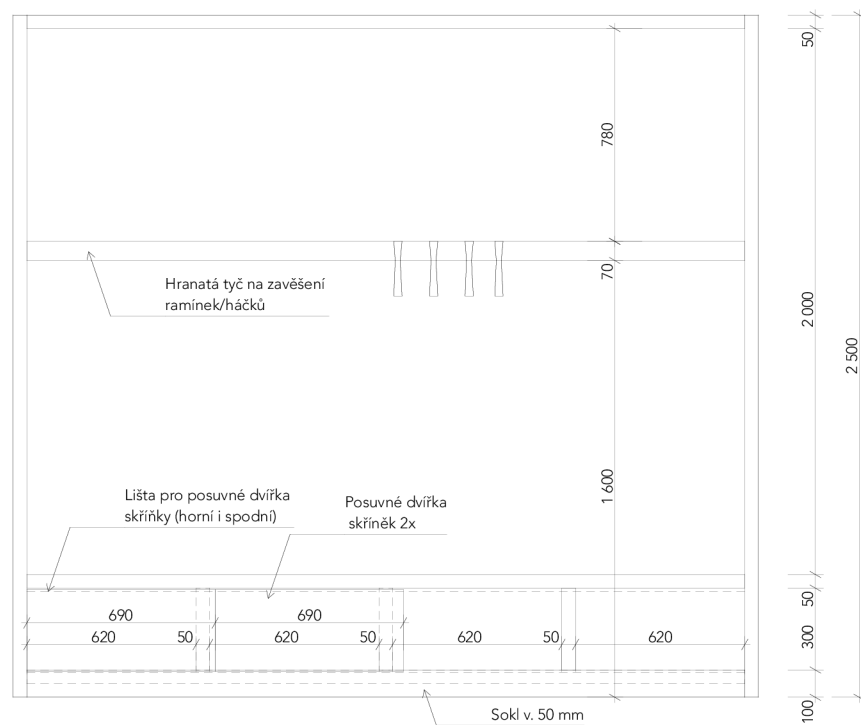 50
780
Hranatá tyč na zavěšení
ramínek/háčků
70
2 000
2 500
1 600
Lišta pro posuvné dvířka
skříňky (horní i spodní)
Posuvné dvířka
skříněk 2x
50
690
690
620
50
620
50
620
50
620
300
100
Sokl v. 50 mm